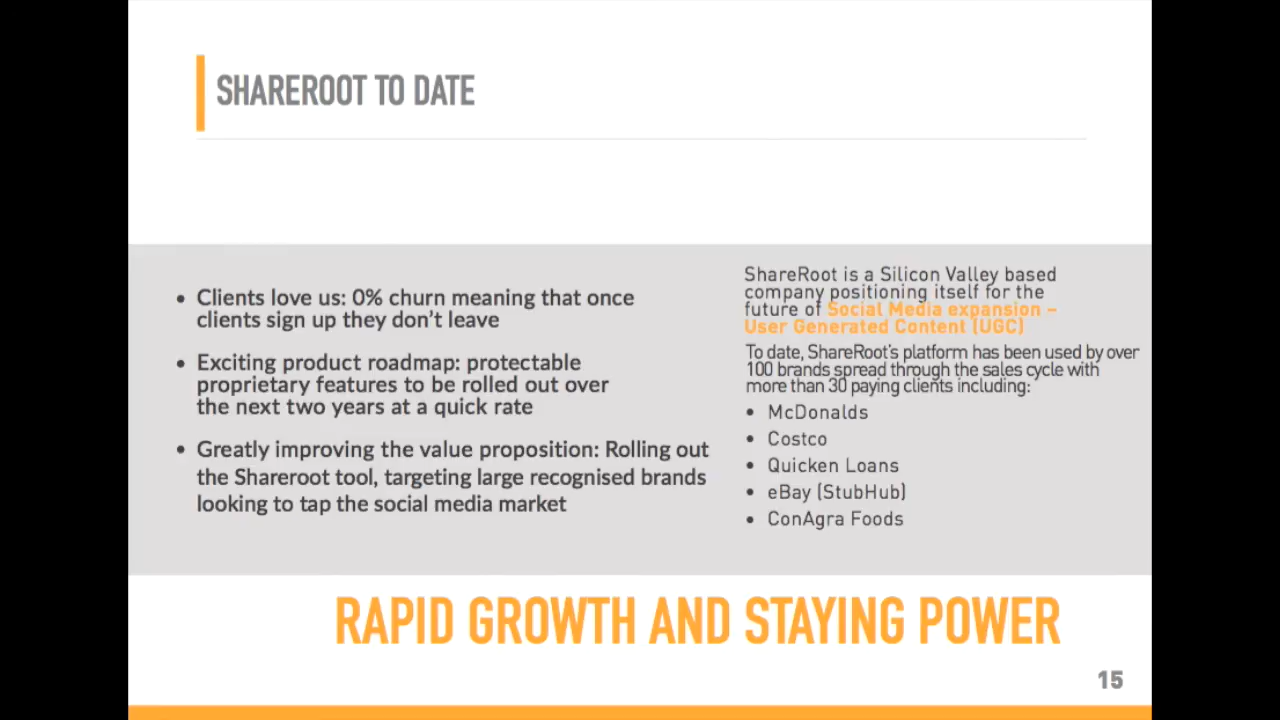 SHAREROOT TO DATE
• Clients love us: 0% churn meaning that once
clients sign up they don't leave
• Exciting product roadmap: protectable
proprietary features to be rolled out over
the next two years at a quick rate
• Greatly improving the value proposition: Rolling out
the Shareroot tool, targeting large recognised brands
looking to tap the social media market
ShareRoot is a Silicon Valley based
company positioning itself for the
future of Social Media expansion –
User Generated Content (UGC)
To date, ShareRoot's platform has been used by over
100 brands spread through the sales cycle with
more than 30 paying clients including:
• McDonalds
• Costco
• Quicken Loans
• eBay (StubHub)
• ConAgra Foods
RAPID GROWTH AND STAYING POWER
15